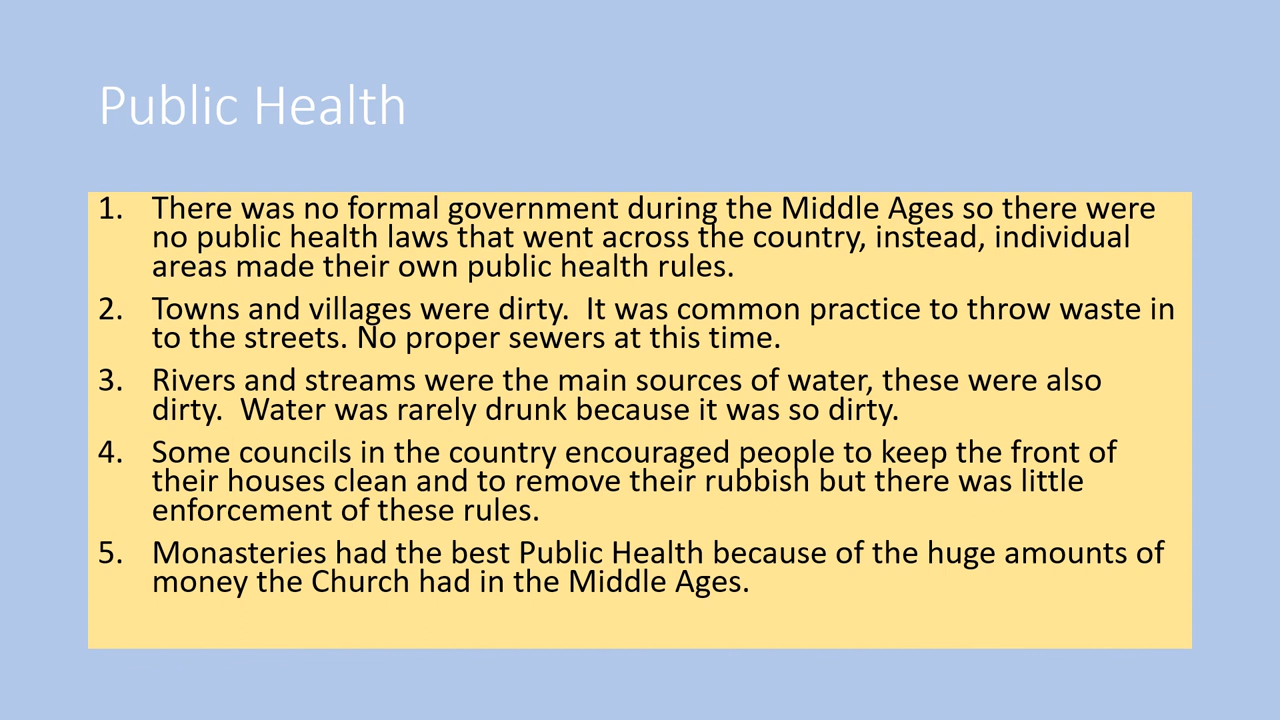 Public Health
1. There was no formal government during the Middle Ages so there were
no public health laws that went across the country, instead, individual
areas made their own public health rules.
2. Towns and villages were dirty.  It was common practice to throw waste in
to the streets. No proper sewers at this time.
3. Rivers and streams were the main sources of water, these were also
dirty.  Water was rarely drunk because it was so dirty.
4. Some councils in the country encouraged people to keep the front of
their houses clean and to remove their rubbish but there was little
enforcement of these rules.
5. Monasteries had the best Public Health because of the huge amounts of
money the Church had in the Middle Ages.